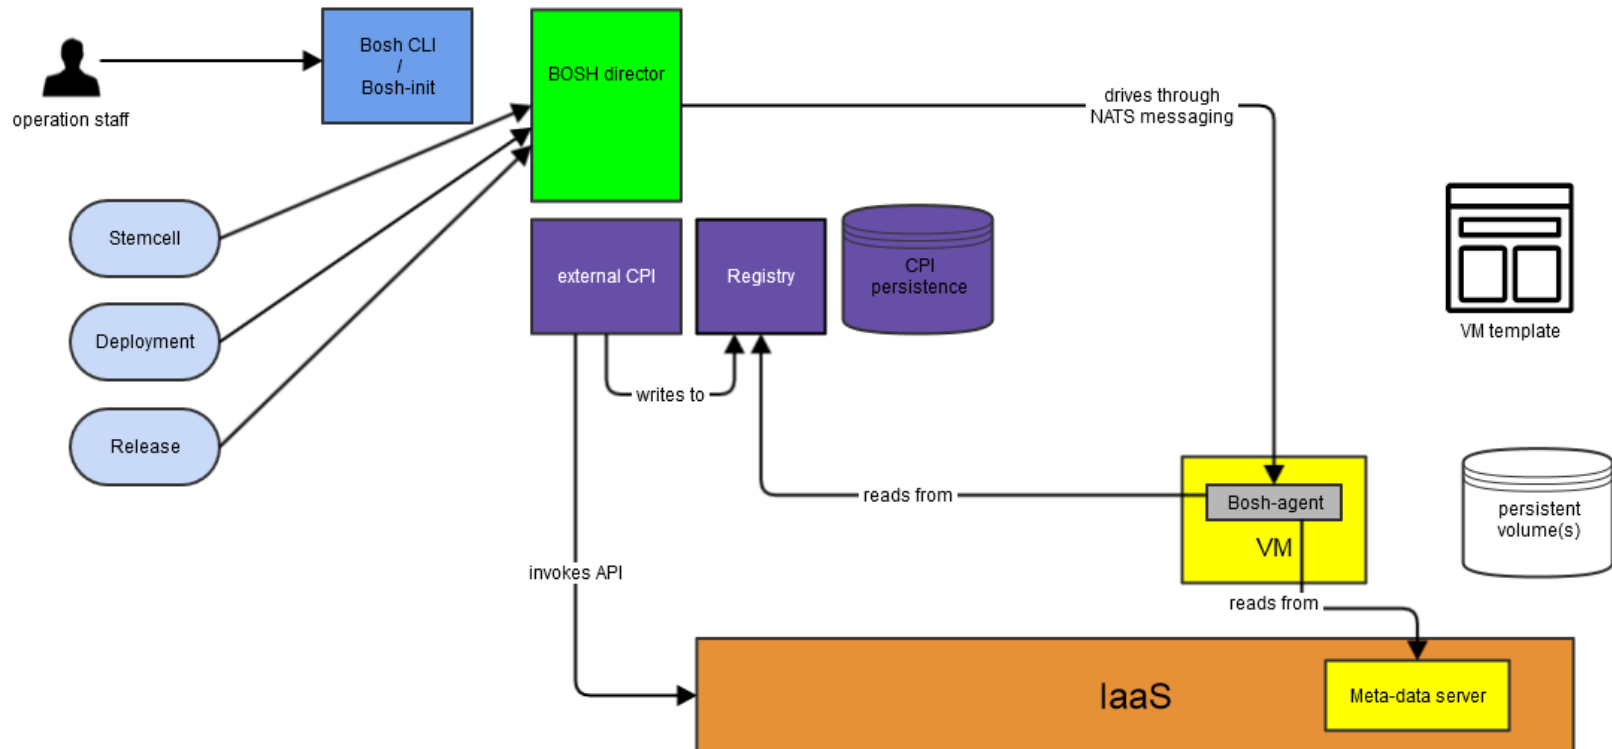 Bosh CLI
/
Bosh-init
BOSH director
operation staff
drives through
NATS messaging
Stemcell
external CPI
Registry
CPI
persistence
VM template
Deployment
writes to
Release
reads from
Bosh-agent
VM
persistent
volume(s)
invokes API
reads from
IaaS
Meta-data server